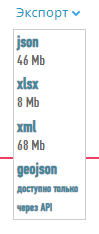 Экспорт
json
46 Mb
xlsx
8 Mb
xml
68 Mb
geojson
доступно только
через API